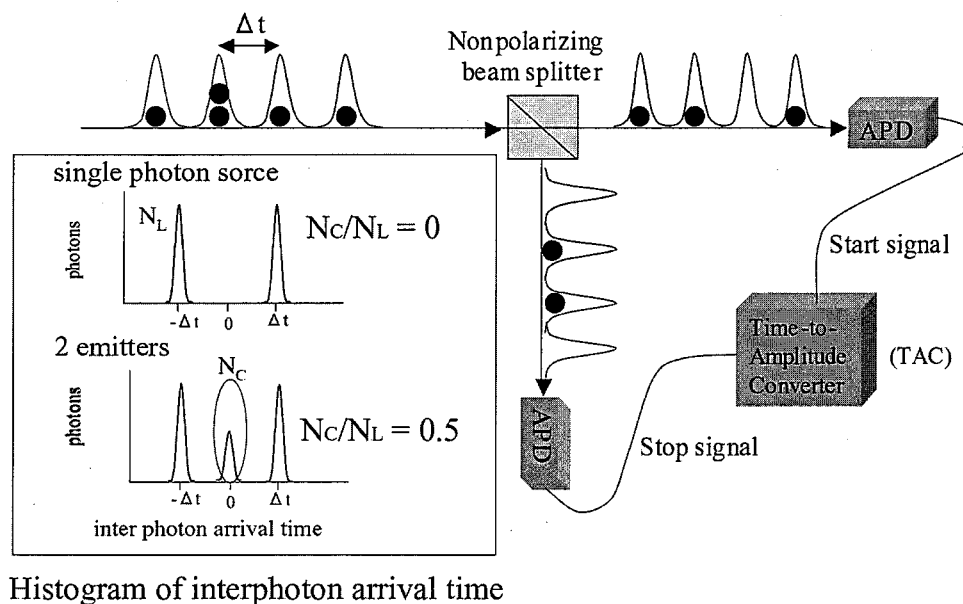 Δt
Nonpolarizing
beam splitter
APD
single photon sorce
NL
NC/NL = 0
photons
-Δt 0 Δt
2 emitters
NC
NC/NL = 0.5
photons
-Δt 0 Δt
inter photon arrival time
APD
Start signal
Time-to-
Amplitude
Converter
(TAC)
Stop signal
Histogram of interphoton arrival time